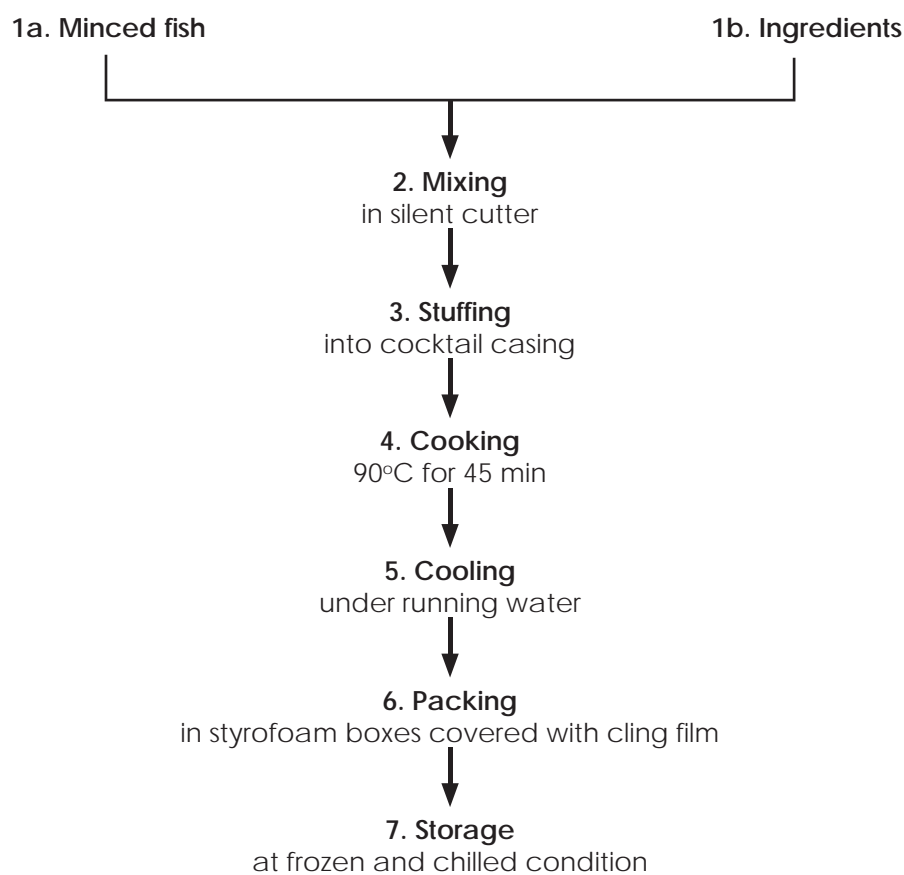 1a. Minced fish
1b. Ingredients
2. Mixing
in silent cutter
3. Stuffing
into cocktail casing
4. Cooking
90°C for 45 min
5. Cooling
under running water
6. Packing
in styrofoam boxes covered with cling film
7. Storage
at frozen and chilled condition